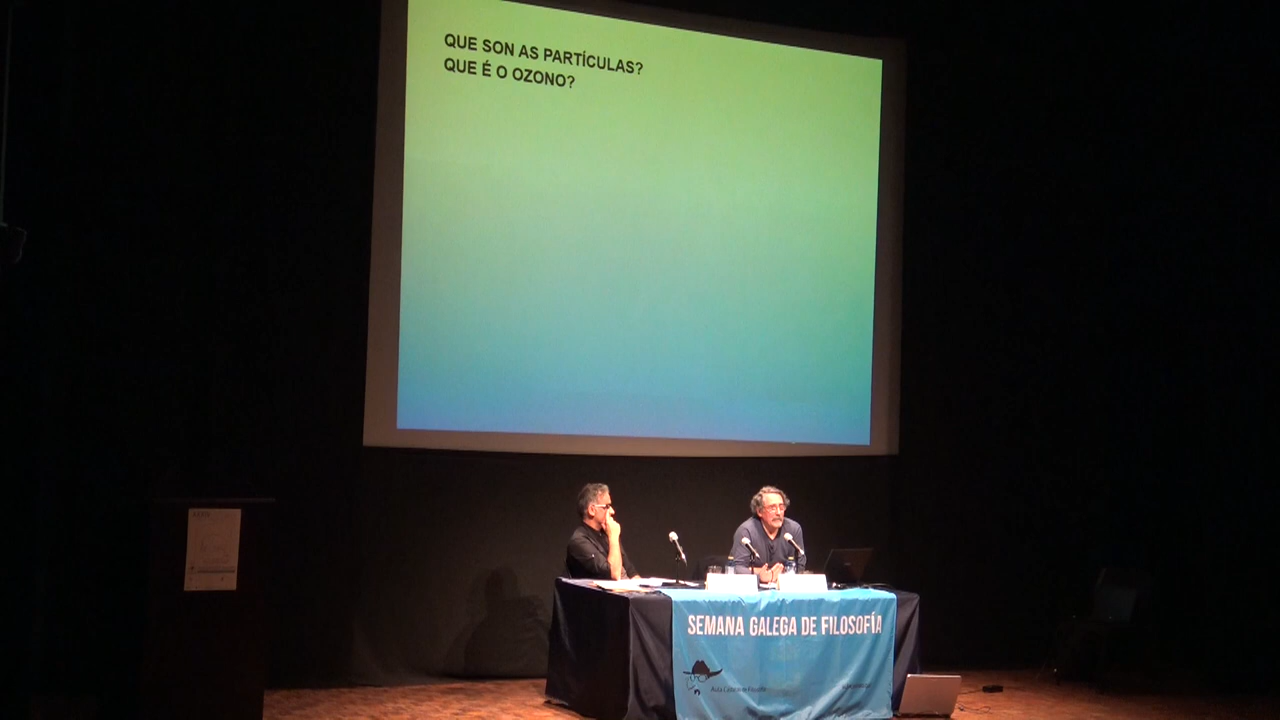 QUE SON AS PARTÍCULAS?
QUE É O OZONO?
SEMANA GALEGA DE FILOSOFÍA